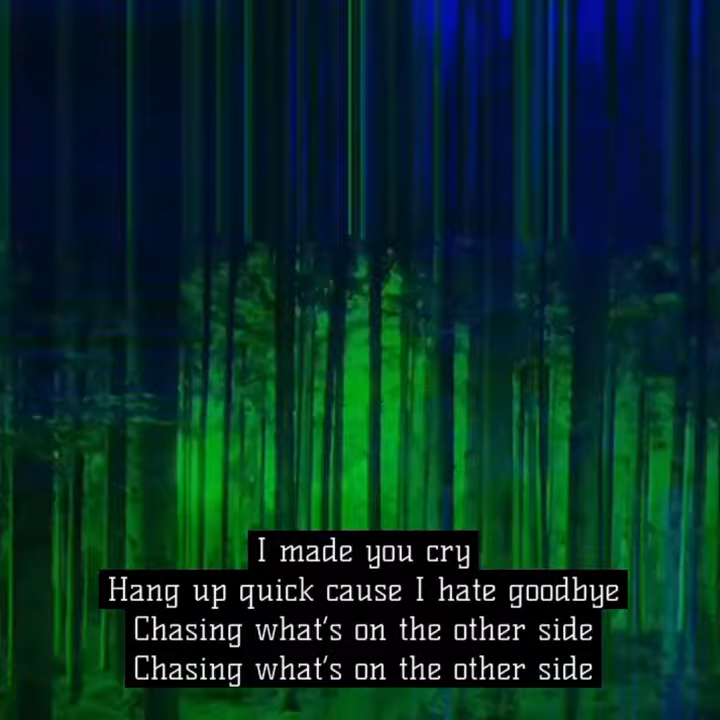 I made you cry
Hang up quick cause I hate goodbye
Chasing what's on the other side
Chasing what's on the other side